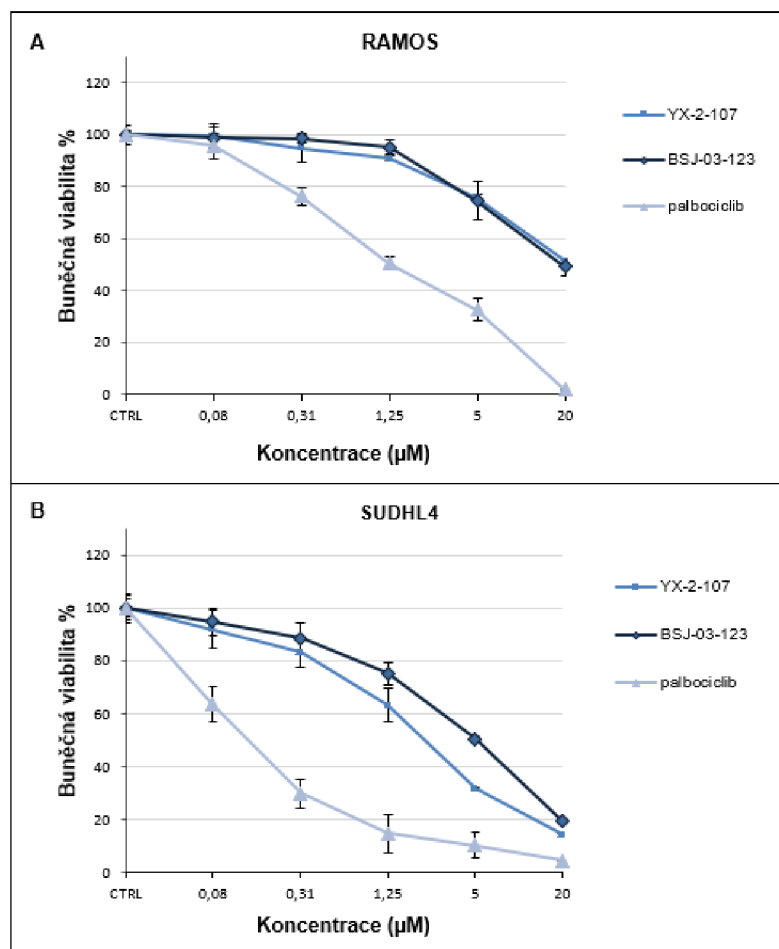 A
RAMOS
120
100
80
60
40
20
0
Buněčná viabilita %
CTRL 0,08 0,31 1,25 5 20
Koncentrace (µM)
YX-2-107
BSJ-03-123
palbociclib
B
SUDHL4
120
100
80
60
40
20
0
Buněčná viabilita %
CTRL 0,08 0,31 1,25 5 20
Koncentrace (µM)
YX-2-107
BSJ-03-123
palbociclib